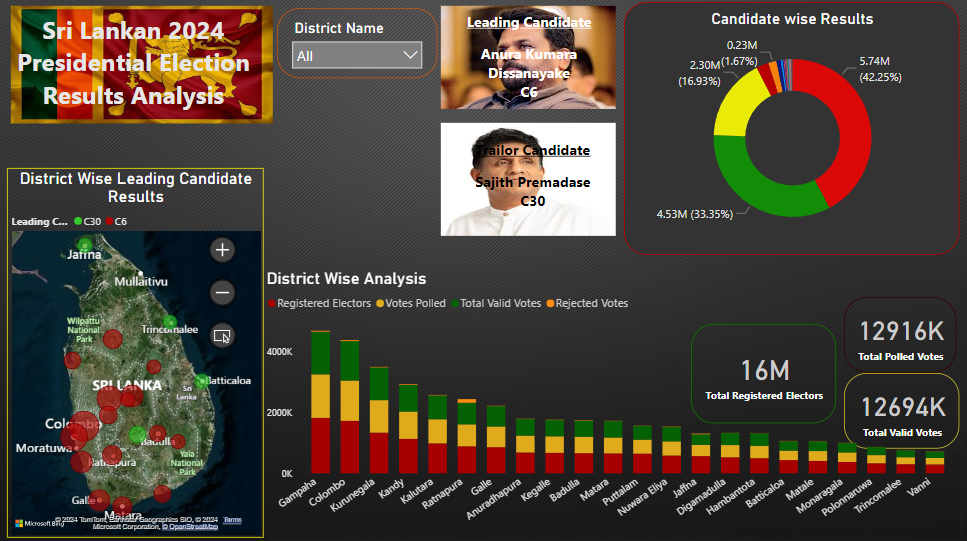 Sri Lankan 2024
Presidential Election
Results Analysis
District Name
All
Leading Candidate
Anura Kumara
Dissanayake
C6
Trailor Candidate
Sajith Premadase
C30
Candidate wise Results
0.23M
(1.67%)
2.30M
(16.93%)
5.74M
(42.25%)
4.53M (33.35%)
District Wise Leading Candidate
Results
Leading C... C30 C6
Jaffna
Mullaitivu
Wilpattu
National
Park
Trincomalee
SRI LANKA
Batticaloa
Sri
Lanka
Colombo
Moratuwa
Badulla
Ratnapura
Yala
National
Park
Galle
Matara
Microsoft Bing
© 2024 TomTom, Earthstar Geographics SIO, © 2024
Microsoft Corporation, © OpenStreetMap
Terms
District Wise Analysis
Registered Electors Votes Polled Total Valid Votes Rejected Votes
4000K
2000K
0K
Gampaha
Colombo
Kurunegala
Kandy
Kalutara
Ratnapura
Galle
Anuradhapura
Kegalle
Badulla
Matara
Puttalam
Nuwara Eliya
Jaffna
Digamadulla
Hambantota
Batticaloa
Matale
Monaragala
Polonnaruwa
Trincomalee
Vanni
16M
Total Registered Electors
12916K
Total Polled Votes
12694K
Total Valid Votes